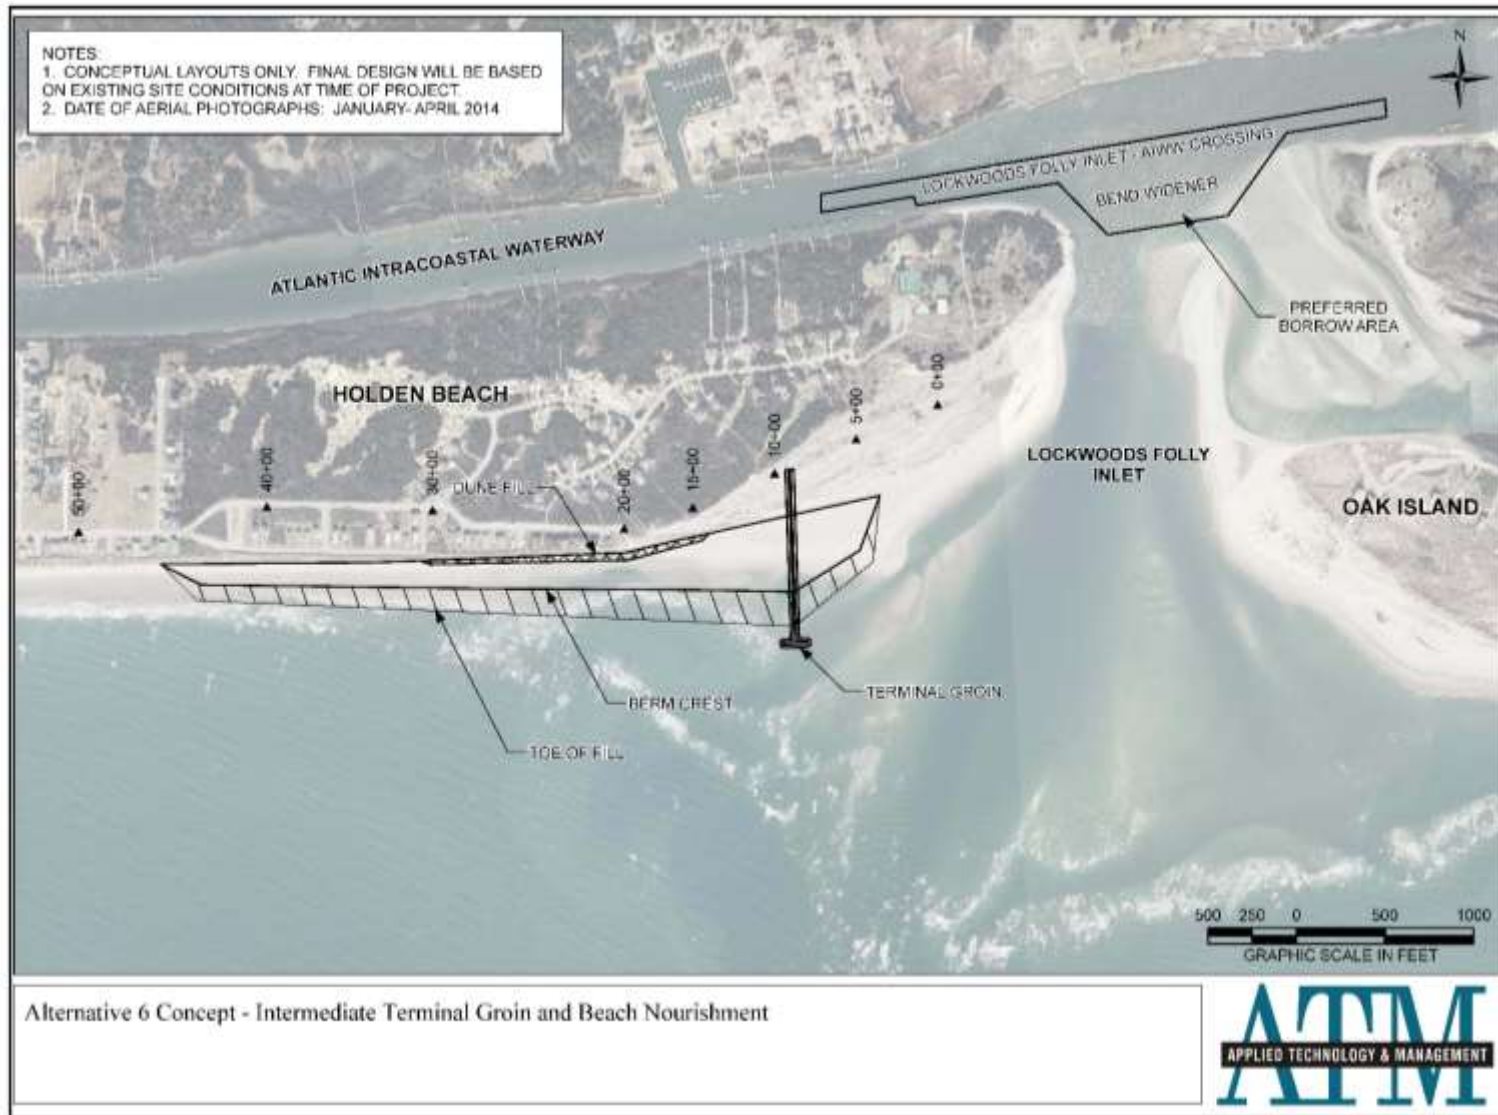 NOTES:
1. CONCEPTUAL LAYOUTS ONLY. FINAL DESIGN WILL BE BASED
ON EXISTING SITE CONDITIONS AT TIME OF PROJECT.
2. DATE OF AERIAL PHOTOGRAPHS: JANUARY- APRIL 2014
N
LOCKWOODS FOLLY INLET - AIWW CROSSING
BEND WIDENER
ATLANTIC INTRACOASTAL WATERWAY
PREFERRED
BORROW AREA
HOLDEN BEACH
50+00
40+00
30+00
20+00
15+00
10+00
5+00
0+00
DUNE FILL
LOCKWOODS FOLLY
INLET
OAK ISLAND
TERMINAL GROIN
BERM CREST
TOE OF FILL
500 250 0 500 1000
GRAPHIC SCALE IN FEET
Alternative 6 Concept - Intermediate Terminal Groin and Beach Nourishment
ATM
APPLIED TECHNOLOGY & MANAGEMENT